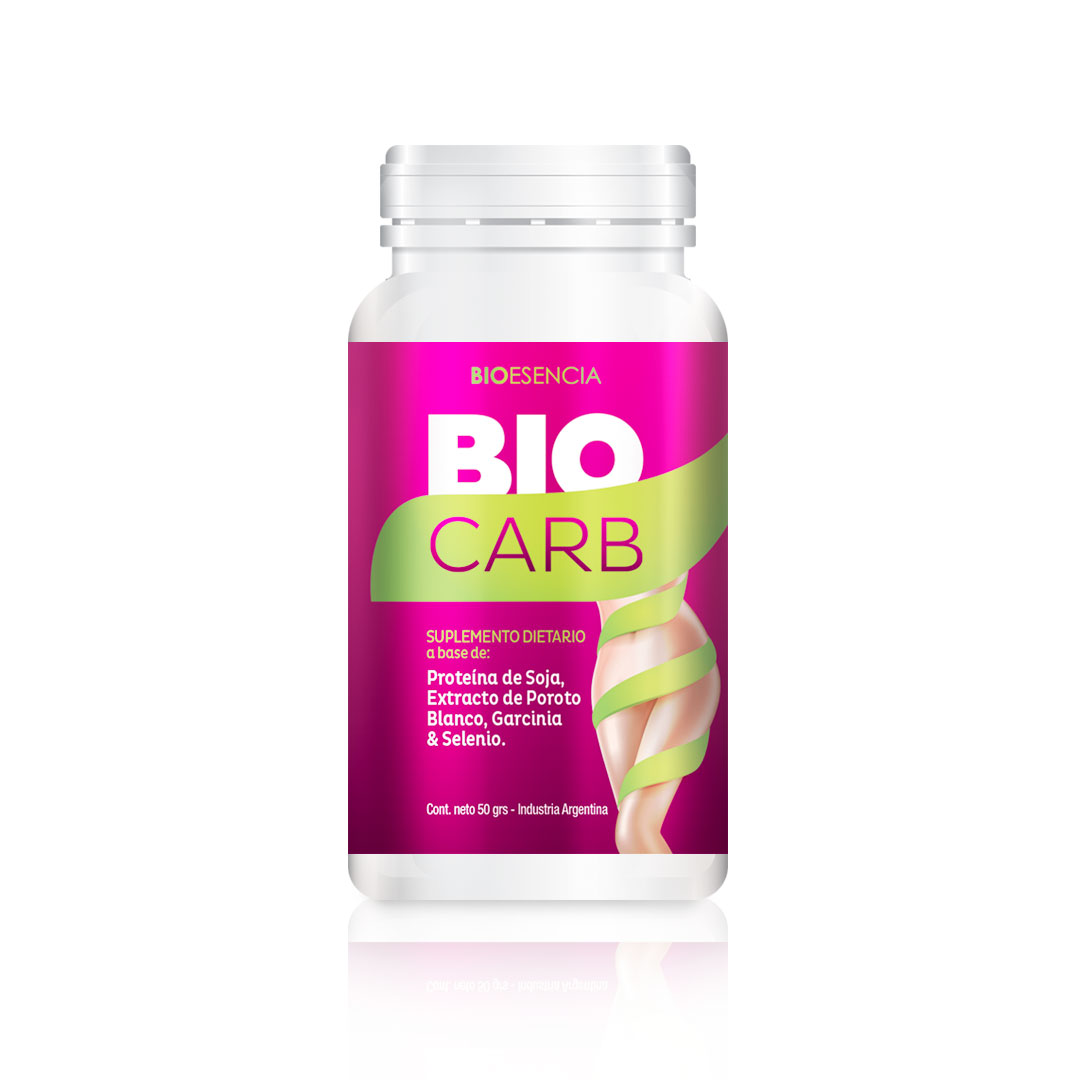 BIOESENCIA
BIO
CARB
SUPLEMENTO DIETARIO
a base de:
Proteína de Soja,
Extracto de Poroto
Blanco, Garcinia
& Selenio.
Cont. neto 50 grs - Industria Argentina